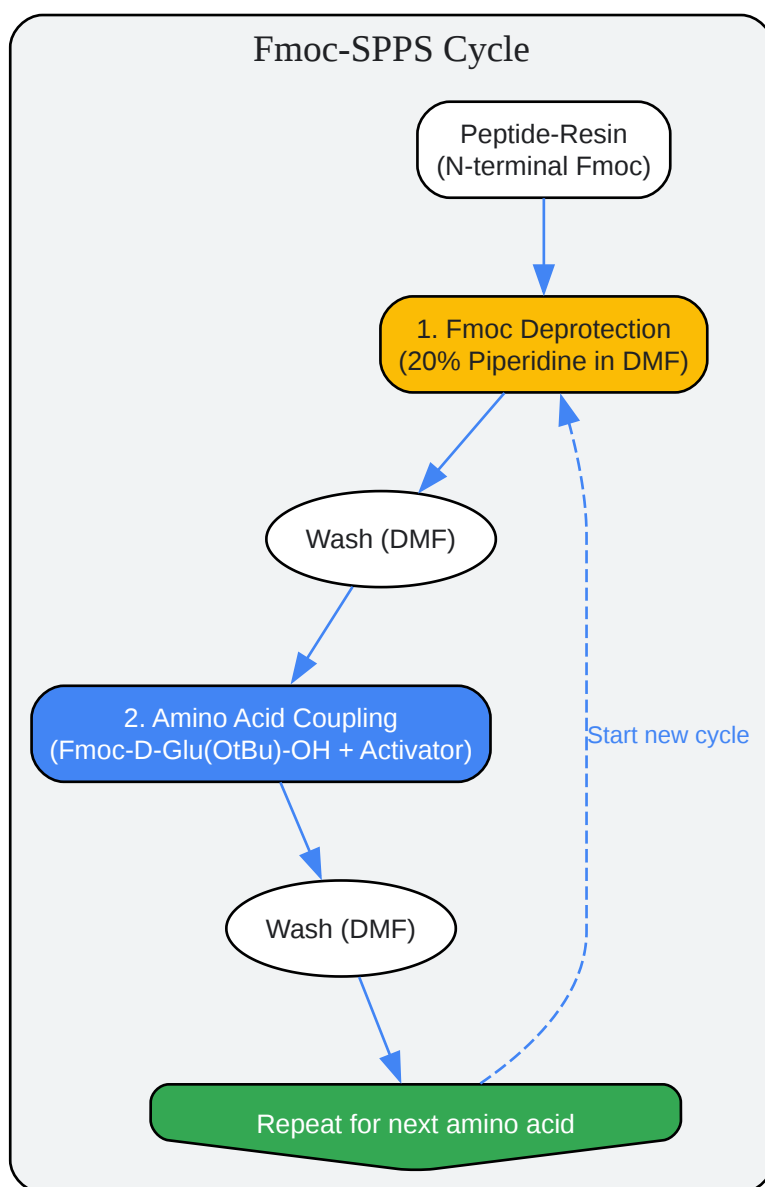 Fmoc-SPPS Cycle
Peptide-Resin
(N-terminal Fmoc)
1. Fmoc Deprotection
(20% Piperidine in DMF)
Wash (DMF)
2. Amino Acid Coupling
(Fmoc-D-Glu(OtBu)-OH + Activator)
Start new cycle
Wash (DMF)
Repeat for next amino acid